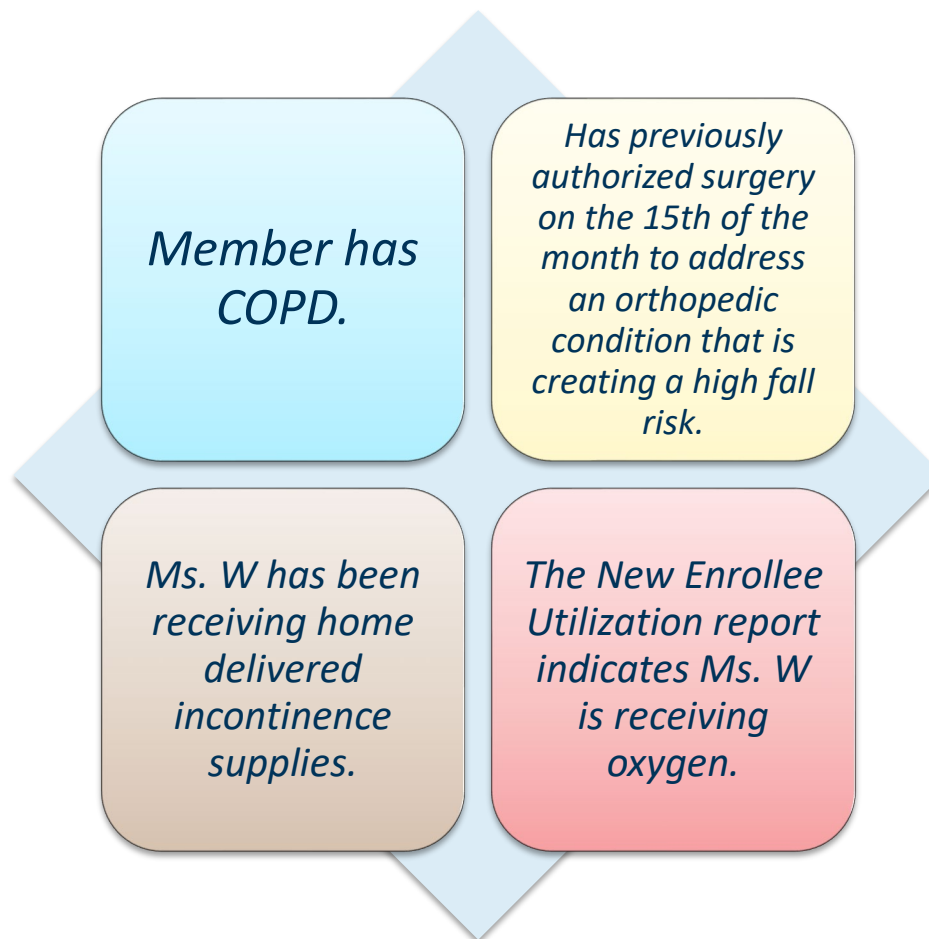 Member has
COPD.
Has previously
authorized surgery
on the 15th of the
month to address
an orthopedic
condition that is
creating a high fall
risk.
Ms. W has been
receiving home
delivered
incontinence
supplies.
The New Enrollee
Utilization report
indicates Ms. W
is receiving
oxygen.